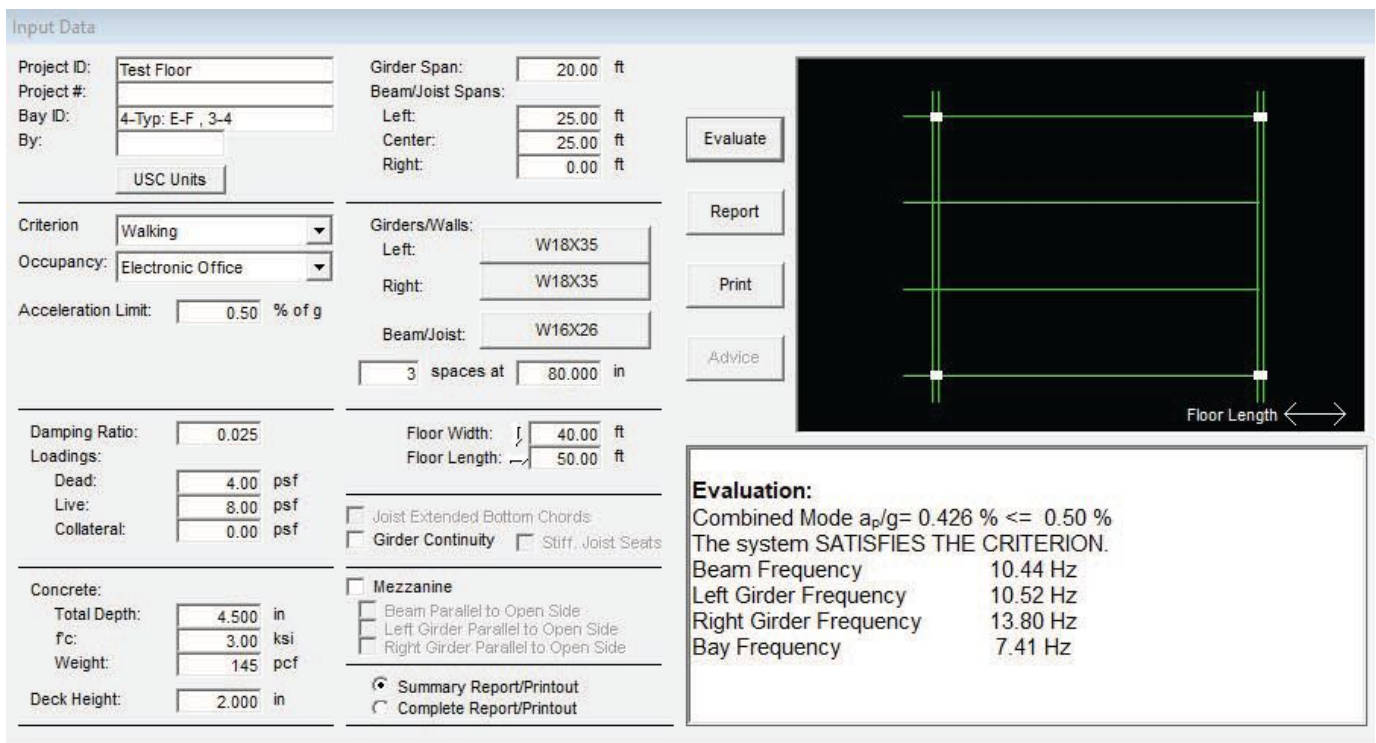 Input Data
Project ID: Test Floor
Project #:
Bay ID: 4-Typ: E-F , 3-4
By:
USC Units
Criterion Walking
Occupancy: Electronic Office
Acceleration Limit: 0.50 % of g
Damping Ratio: 0.025
Loadings:
Dead: 4.00 psf
Live: 8.00 psf
Collateral: 0.00 psf
Concrete:
Total Depth: 4.500 in
f'c: 3.00 ksi
Weight: 145 pcf
Deck Height: 2.000 in
Girder Span: 20.00 ft
Beam/Joist Spans:
Left: 25.00 ft
Center: 25.00 ft
Right: 0.00 ft
Girders/Walls:
Left: W18X35
Right: W18X35
Beam/Joist: W16X26
3 spaces at 80.000 in
Floor Width: 40.00 ft
Floor Length: 50.00 ft
Joist Extended Bottom Chords
Girder Continuity Stiff. Joist Seats
Mezzanine
Beam Parallel to Open Side
Left Girder Parallel to Open Side
Right Girder Parallel to Open Side
Summary Report/Printout
Complete Report/Printout
Evaluate
Report
Print
Advice
Floor Length
Evaluation:
Combined Mode aₚ/g= 0.426 % <= 0.50 %
The system SATISFIES THE CRITERION.
Beam Frequency 10.44 Hz
Left Girder Frequency 10.52 Hz
Right Girder Frequency 13.80 Hz
Bay Frequency 7.41 Hz